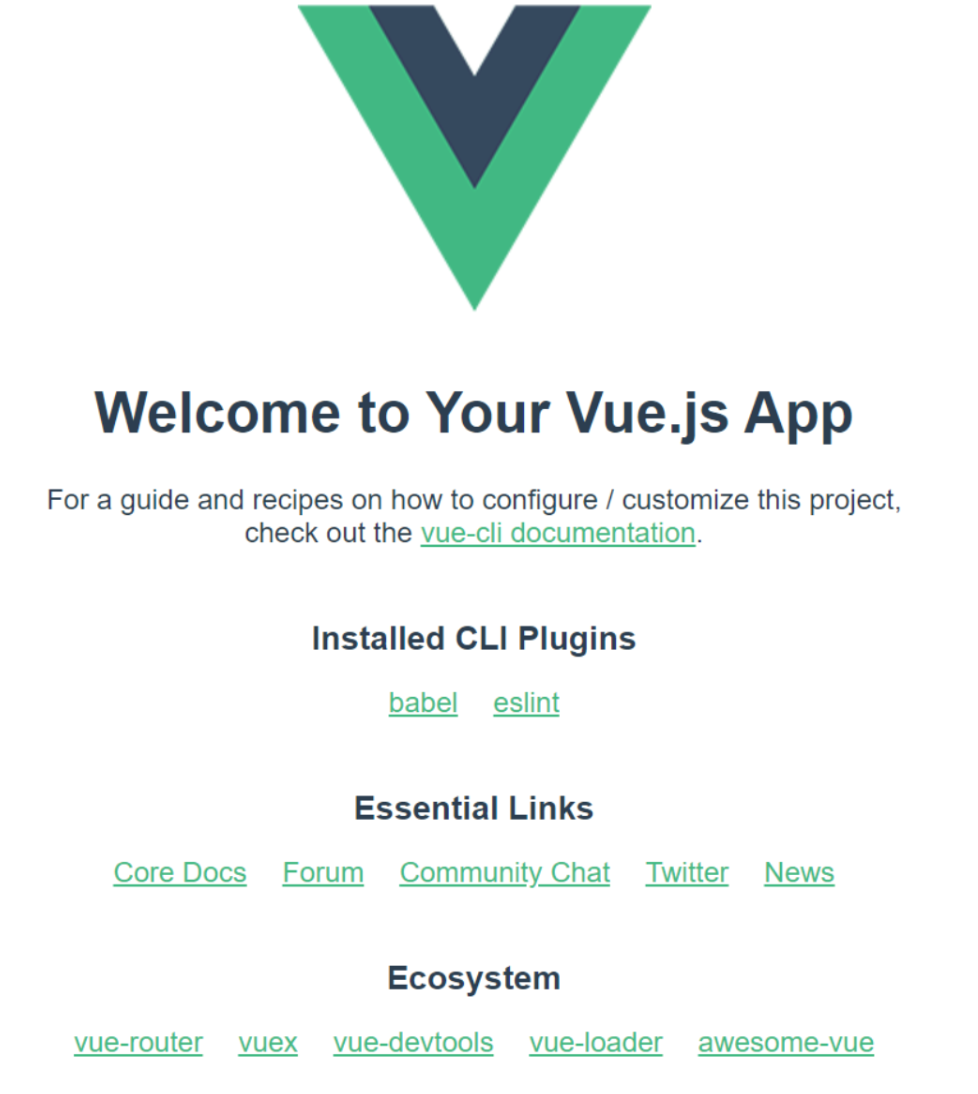 Welcome to Your Vue.js App
For a guide and recipes on how to configure / customize this project,
check out the vue-cli documentation.
Installed CLI Plugins
babel eslint
Essential Links
Core Docs Forum Community Chat Twitter News
Ecosystem
vue-router vuex vue-devtools vue-loader awesome-vue